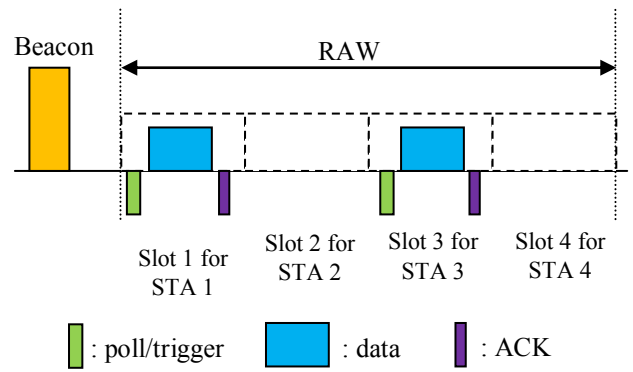 Beacon
RAW
Slot 1 for
STA 1
Slot 2 for
STA 2
Slot 3 for
STA 3
Slot 4 for
STA 4
: poll/trigger
: data
: ACK